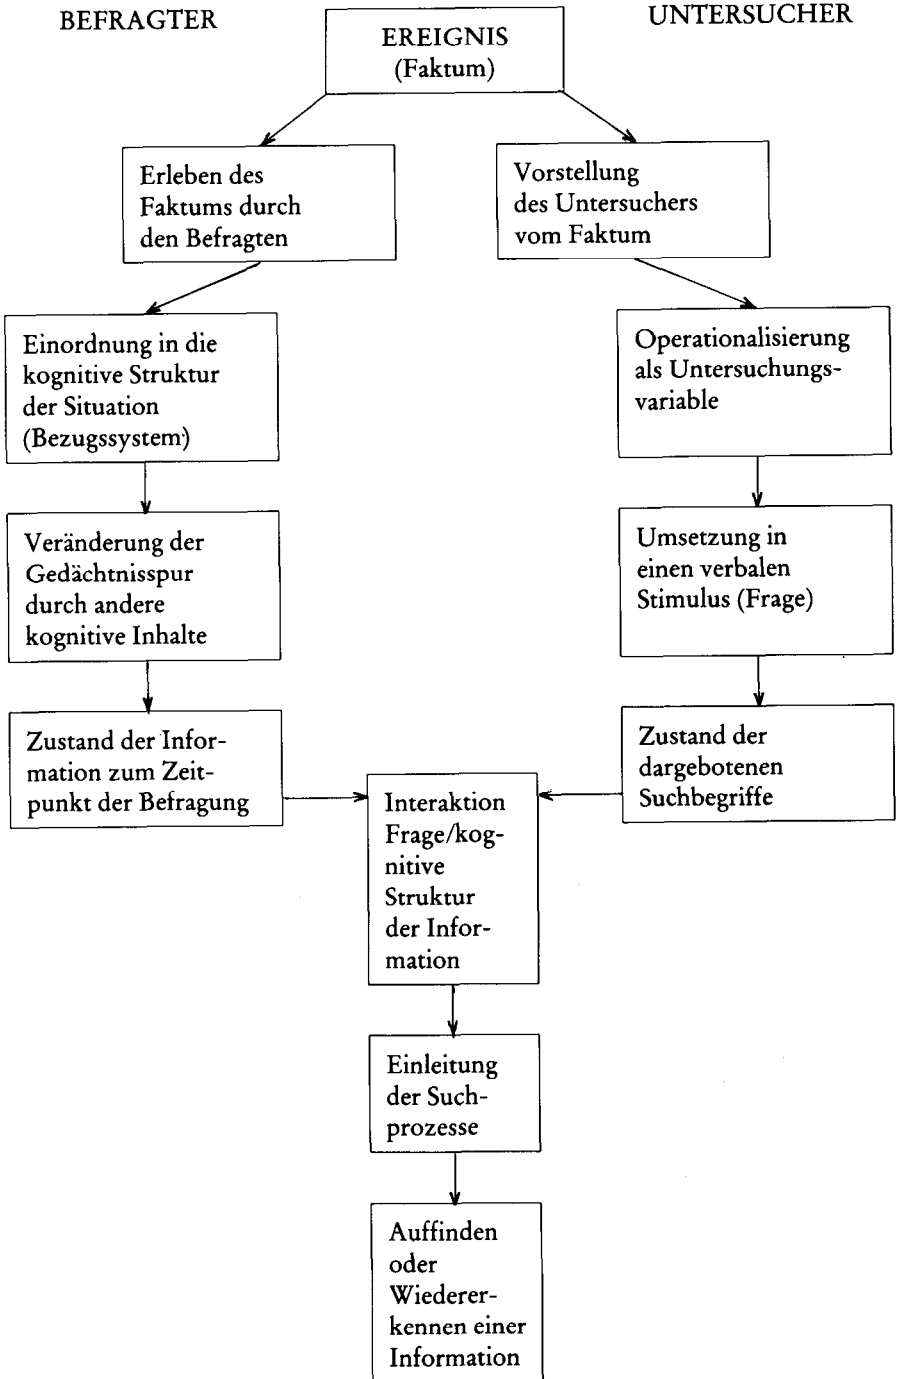 BEFRAGTER
UNTERSUCHER
EREIGNIS
(Faktum)
Erleben des
Faktums durch
den Befragten
Vorstellung
des Untersuchers
vom Faktum
Einordnung in die
kognitive Struktur
der Situation
(Bezugssystem)
Operationalisierung
als Untersuchungs-
variable
Veränderung der
Gedächtnisspur
durch andere
kognitive Inhalte
Umsetzung in
einen verbalen
Stimulus (Frage)
Zustand der Infor-
mation zum Zeit-
punkt der Befragung
Zustand der
dargebotenen
Suchbegriffe
Interaktion
Frage/kog-
nitive
Struktur
der Infor-
mation
Einleitung
der Such-
prozesse
Auffinden
oder
Wiederer-
kennen einer
Information